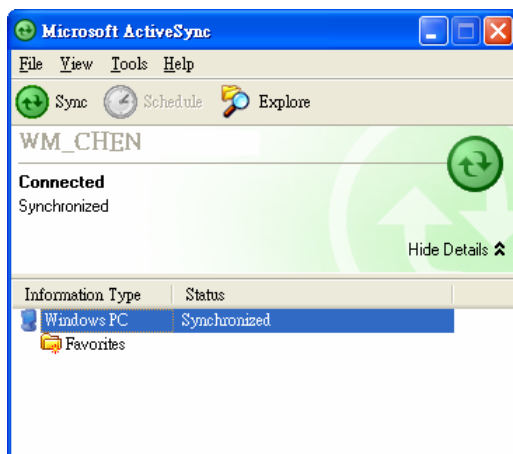 Microsoft ActiveSync
File View Tools Help
Sync Schedule Explore
WM_CHEN
Connected
Synchronized
Hide Details
Information Type Status
Windows PC Synchronized
Favorites